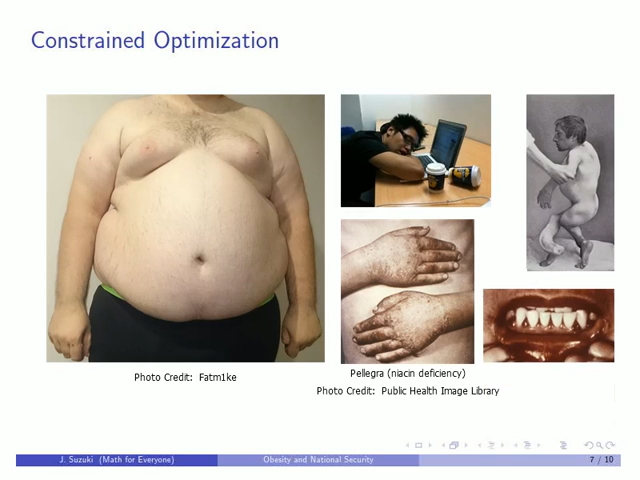 Constrained Optimization
Photo Credit: Fatm1ke
Pellegra (niacin deficiency)
Photo Credit: Public Health Image Library
J. Suzuki (Math for Everyone)
Obesity and National Security
7 / 10